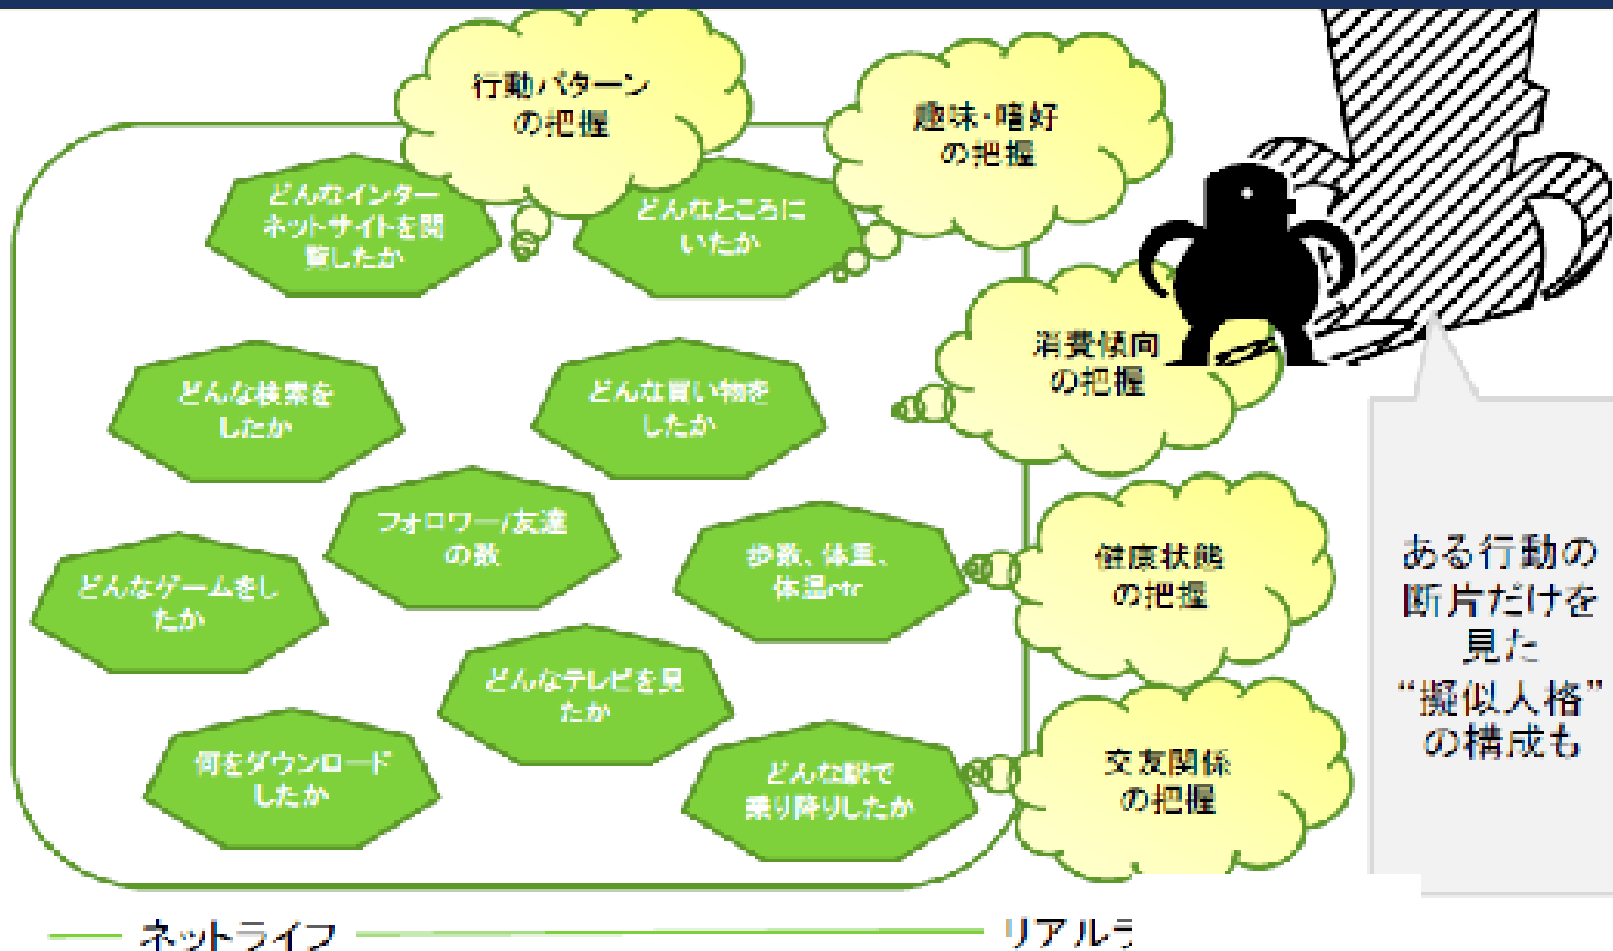 行動パターン
の把握
趣味・嗜好
の把握
どんなインター
ネットサイトを閲
覧したか
どんなところに
いたか
消費傾向
の把握
どんな検索を
したか
どんな買い物を
したか
フォロワー/友達
の数
歩数、体重、
体温etc
健康状態
の把握
どんなゲームをし
たか
ある行動の
断片だけを
見た
“擬似人格”
の構成も
どんなテレビを見
たか
何をダウンロード
したか
どんな駅で
乗り降りしたか
交友関係
の把握
ネットライフ
リアルラ